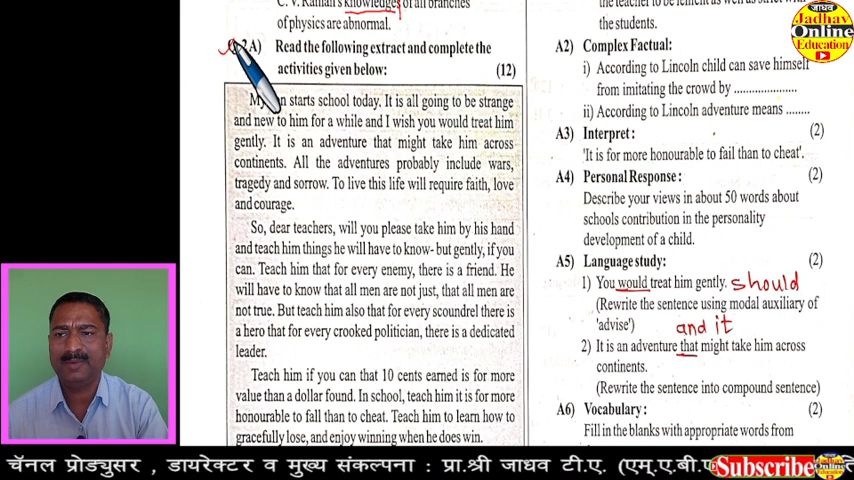 C. V. Raman's knowledges of all branches
of physics are abnormal.
2A) Read the following extract and complete the
activities given below: (12)
starts school today. It is all going to be strange
and new to him for a while and I wish you would treat him
gently. It is an adventure that might take him across
continents. All the adventures probably include wars,
tragedy and sorrow. To live this life will require faith, love
and courage.
So, dear teachers, will you please take him by his hand
and teach him things he will have to know- but gently, if you
can. Teach him that for every enemy, there is a friend. He
will have to know that all men are not just, that all men are
not true. But teach him also that for every scoundrel there is
a hero that for every crooked politician, there is a dedicated
leader.
Teach him if you can that 10 cents earned is for more
value than a dollar found. In school, teach him it is for more
honourable to fall than to cheat. Teach him to learn how to
gracefully lose, and enjoy winning when he does win.
the teacher to be lement as well as strict with
the students.
A2) Complex Factual:
i) According to Lincoln child can save himself
from imitating the crowd by ......................
ii) According to Lincoln adventure means ........
A3) Interpret: (2)
'It is for more honourable to fail than to cheat'.
A4) Personal Response: (2)
Describe your views in about 50 words about
schools contribution in the personality
development of a child.
A5) Language study: (2)
1) You would treat him gently. should
(Rewrite the sentence using modal auxiliary of
'advise') and it
2) It is an adventure that might take him across
continents.
(Rewrite the sentence into compound sentence)
A6) Vocabulary: (2)
Fill in the blanks with appropriate words from
जाधव
Jadhav
Online
Education
चॅनल प्रोड्युसर , डायरेक्टर व मुख्य संकल्पना : प्रा.श्री जाधव टी.ए. (एम.ए.बी.
Subscribe